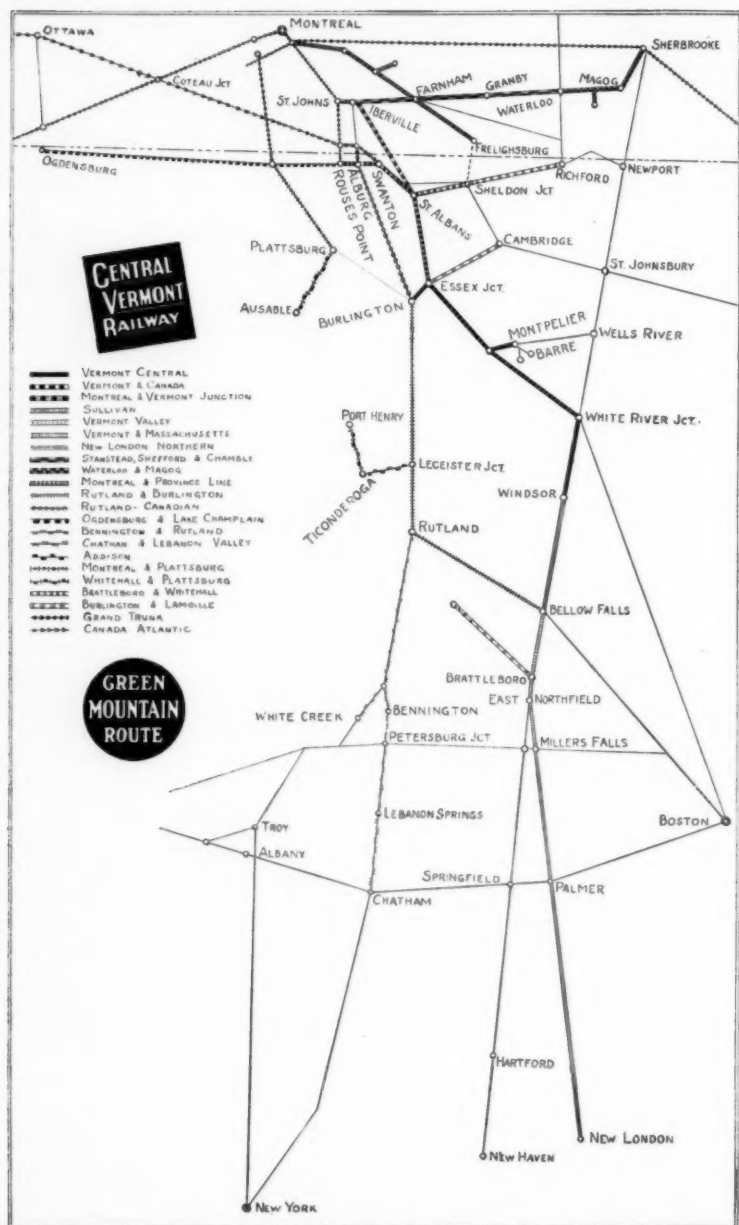 MONTREAL
OTTAWA
SHERBROOKE
COTEAU JCT
FARNHAM
GRANBY
MAGOG
ST. JOHNS
IBERVILLE
WATERLOO
FRELIGHSBURG
OGDENSBURG
SWANTON
ALBURG
ROUSES POINT
ST. ALBANS
SHELDON JCT.
RICHFORD
NEWPORT
PLATTSBURG
CAMBRIDGE
ST. JOHNSBURY
CENTRAL
VERMONT
RAILWAY
AUSABLE
BURLINGTON
ESSEX JCT.
MONTPELIER
BARRE
WELLS RIVER
VERMONT CENTRAL
VERMONT & CANADA
MONTREAL & VERMONT JUNCTION
SULLIVAN
VERMONT VALLEY
VERMONT & MASSACHUSETTS
NEW LONDON NORTHERN
STANSTEAD, SHEFFORD & CHAMBLE
WATERLOO & MAGOG
MONTREAL & PROVINCE LINE
RUTLAND & BURLINGTON
RUTLAND-CANADIAN
OGDENSBURG & LAKE CHAMPLAIN
BENNINGTON & RUTLAND
CHATHAM & LEBANON VALLEY
ADDISON
MONTREAL & PLATTSBURG
WHITEHALL & PLATTSBURG
BRATTLEBORO & WHITEHALL
BURLINGTON & LAMOILLE
GRAND TRUNK
CANADA ATLANTIC
PORT HENRY
WHITE RIVER JCT.
LECEISTER JCT.
TICONDEROGA
WINDSOR
RUTLAND
BELLOW FALLS
GREEN
MOUNTAIN
ROUTE
BRATTLEBORO
EAST NORTHFIELD
WHITE CREEK
BENNINGTON
PETERSBURG JCT.
MILLERS FALLS
LEBANON SPRINGS
BOSTON
TROY
ALBANY
SPRINGFIELD
PALMER
CHATHAM
HARTFORD
NEW LONDON
NEW HAVEN
NEW YORK